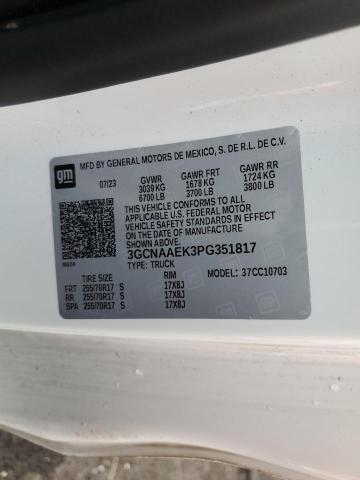 gm
MFD BY GENERAL MOTORS DE MEXICO, S. DE R.L. DE C.V.
07/23 GVWR GAWR FRT GAWR RR
3039 KG 1678 KG 1724 KG
6700 LB 3700 LB 3800 LB
THIS VEHICLE CONFORMS TO ALL
APPLICABLE U.S. FEDERAL MOTOR
VEHICLE SAFETY STANDARDS IN EFFECT
ON THE DATE OF MANUFACTURE SHOWN ABOVE.
3GCNAAEK3PG351817
TYPE: TRUCK MODEL: 37CC10703
TIRE SIZE RIM
FRT 255/70R17 S 17X8J
RR 255/70R17 S 17X8J
SPA 255/70R17 S 17X8J